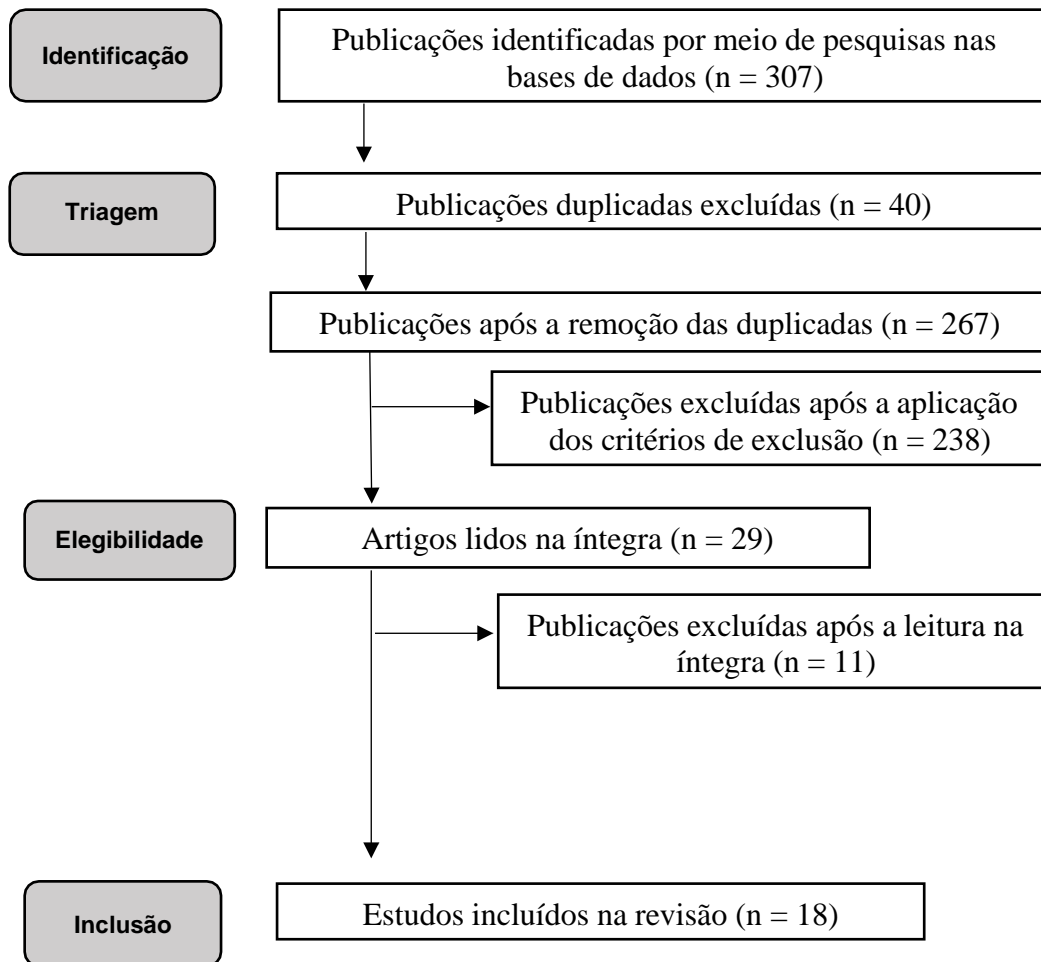 Identificação
Publicações identificadas por meio de pesquisas nas
bases de dados (n = 307)
Triagem
Publicações duplicadas excluídas (n = 40)
Publicações após a remoção das duplicadas (n = 267)
Publicações excluídas após a aplicação
dos critérios de exclusão (n = 238)
Elegibilidade
Artigos lidos na íntegra (n = 29)
Publicações excluídas após a leitura na
íntegra (n = 11)
Inclusão
Estudos incluídos na revisão (n = 18)